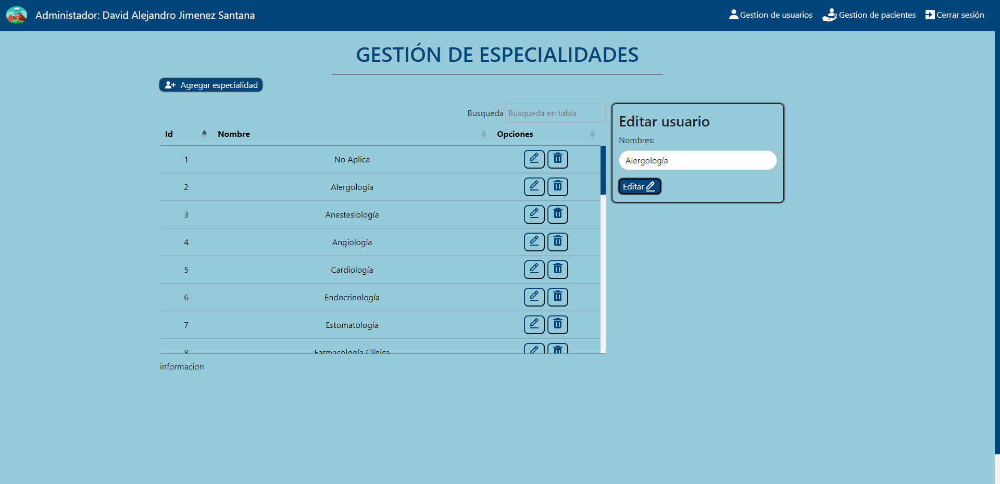 Administador: David Alejandro Jimenez Santana
Gestion de usuarios
Gestion de pacientes
Cerrar sesión
GESTIÓN DE ESPECIALIDADES
Agregar especialidad
Busqueda Busqueda en tabla
Id Nombre Opciones
1 No Aplica
2 Alergología
3 Anestesiología
4 Angiología
5 Cardiología
6 Endocrinología
7 Estomatología
8 Farmacología Clínica
informacion
Editar usuario
Nombres:
Alergología
Editar